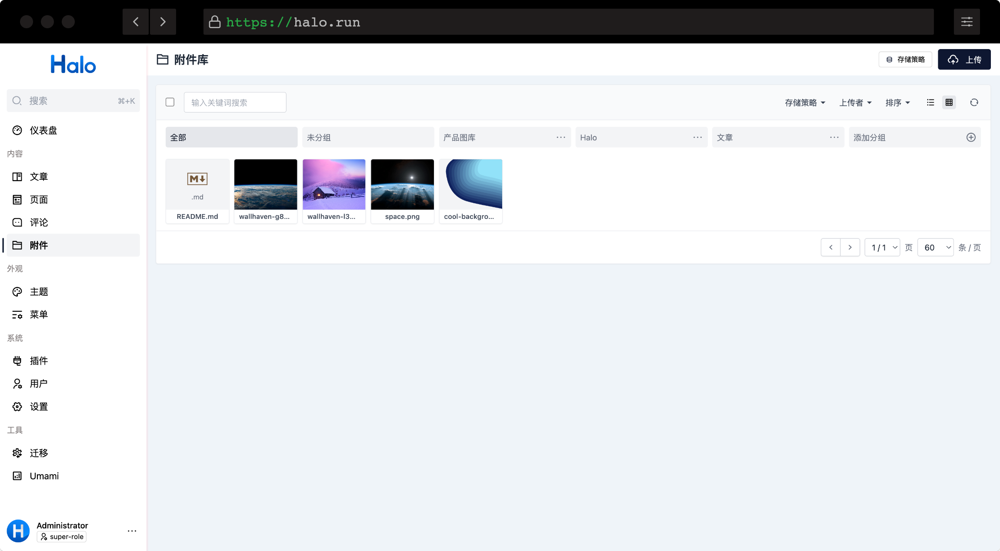 https://halo.run
Halo
搜索 ⌘+K
仪表盘
内容
文章
页面
评论
附件
外观
主题
菜单
系统
插件
用户
设置
工具
迁移
Umami
H
Administrator
super-role
附件库
存储策略
上传
输入关键词搜索
存储策略 上传者 排序
全部 未分组 产品图库 Halo 文章 添加分组
M
.md
README.md wallhaven-g8... wallhaven-l3... space.png cool-backgro...
1 / 1 页 60 条 / 页